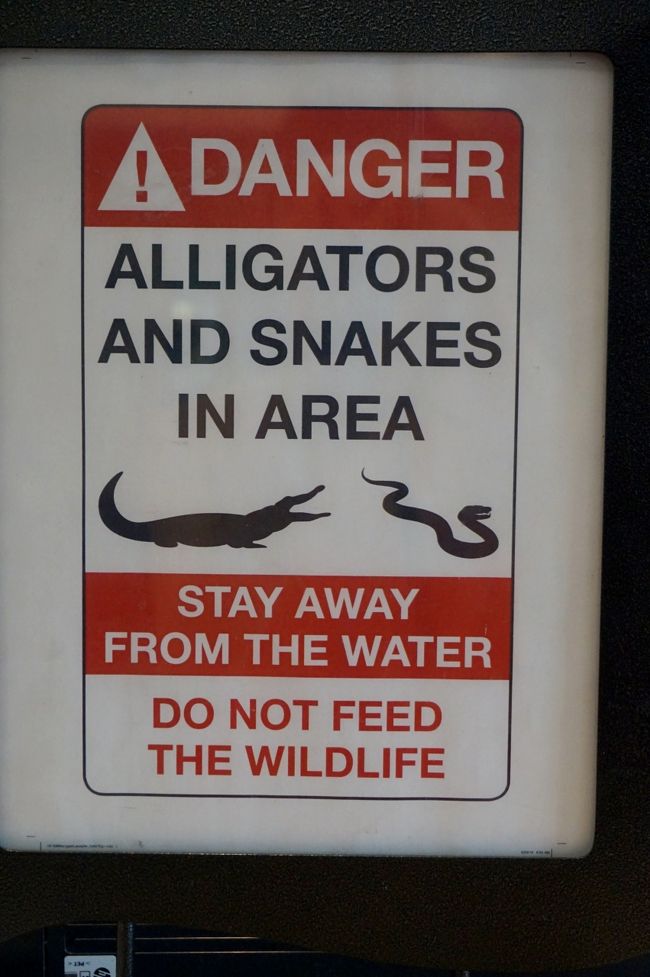 DANGER
ALLIGATORS
AND SNAKES
IN AREA
STAY AWAY
FROM THE WATER
DO NOT FEED
THE WILDLIFE